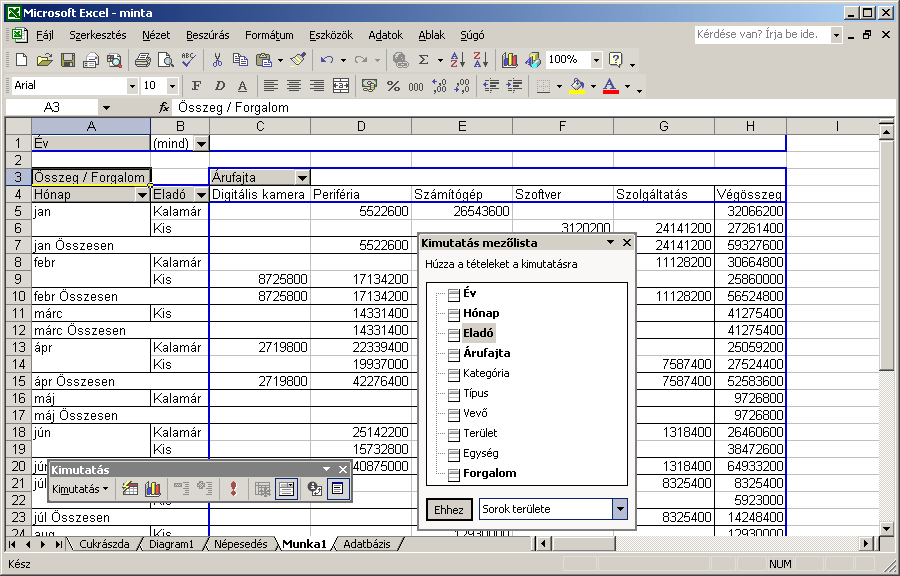 Microsoft Excel - minta
Fájl Szerkesztés Nézet Beszúrás Formátum Eszközök Adatok Ablak Súgó Kérdése van? Írja be ide.
100%
Arial 10 F D A
A3 fx Összeg / Forgalom
A B C D E F G H I
1 Év (mind)
2
3 Összeg / Forgalom Árufajta
4 Hónap Eladó Digitális kamera Periféria Számítógép Szoftver Szolgáltatás Végösszeg
5 jan Kalamár 5522600 26543600 32066200
6 Kis 3120200 24141200 27261400
7 jan Összesen 5522600 24141200 59327600
8 febr Kalamár 11128200 30664800
9 Kis 8725800 17134200 25860000
10 febr Összesen 8725800 17134200 11128200 56524800
11 márc Kis 14331400 41275400
12 márc Összesen 14331400 41275400
13 ápr Kalamár 2719800 22339400 25059200
14 Kis 19937000 7587400 27524400
15 ápr Összesen 2719800 42276400 7587400 52583600
16 máj Kalamár 9726800
17 máj Összesen 9726800
18 jún Kalamár 25142200 1318400 26460600
19 Kis 15732800 38472600
20 40875000 1318400 64933200
21 8325400 8325400
22 5923000
23 júl Összesen 8325400 14248400
24 aug Kis 12930000 12930000
Kimutatás mezőlista
Húzza a tételeket a kimutatásra
Év
Hónap
Eladó
Árufajta
Kategória
Típus
Vevő
Terület
Egység
Forgalom
Ehhez Sorok területe
Kimutatás
Kimutatás
Cukrászda Diagram1 Népesedés Munka1 Adatbázis
Kész NUM